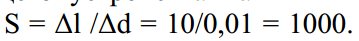 S = Δl /Δd = 10/0,01 = 1000.